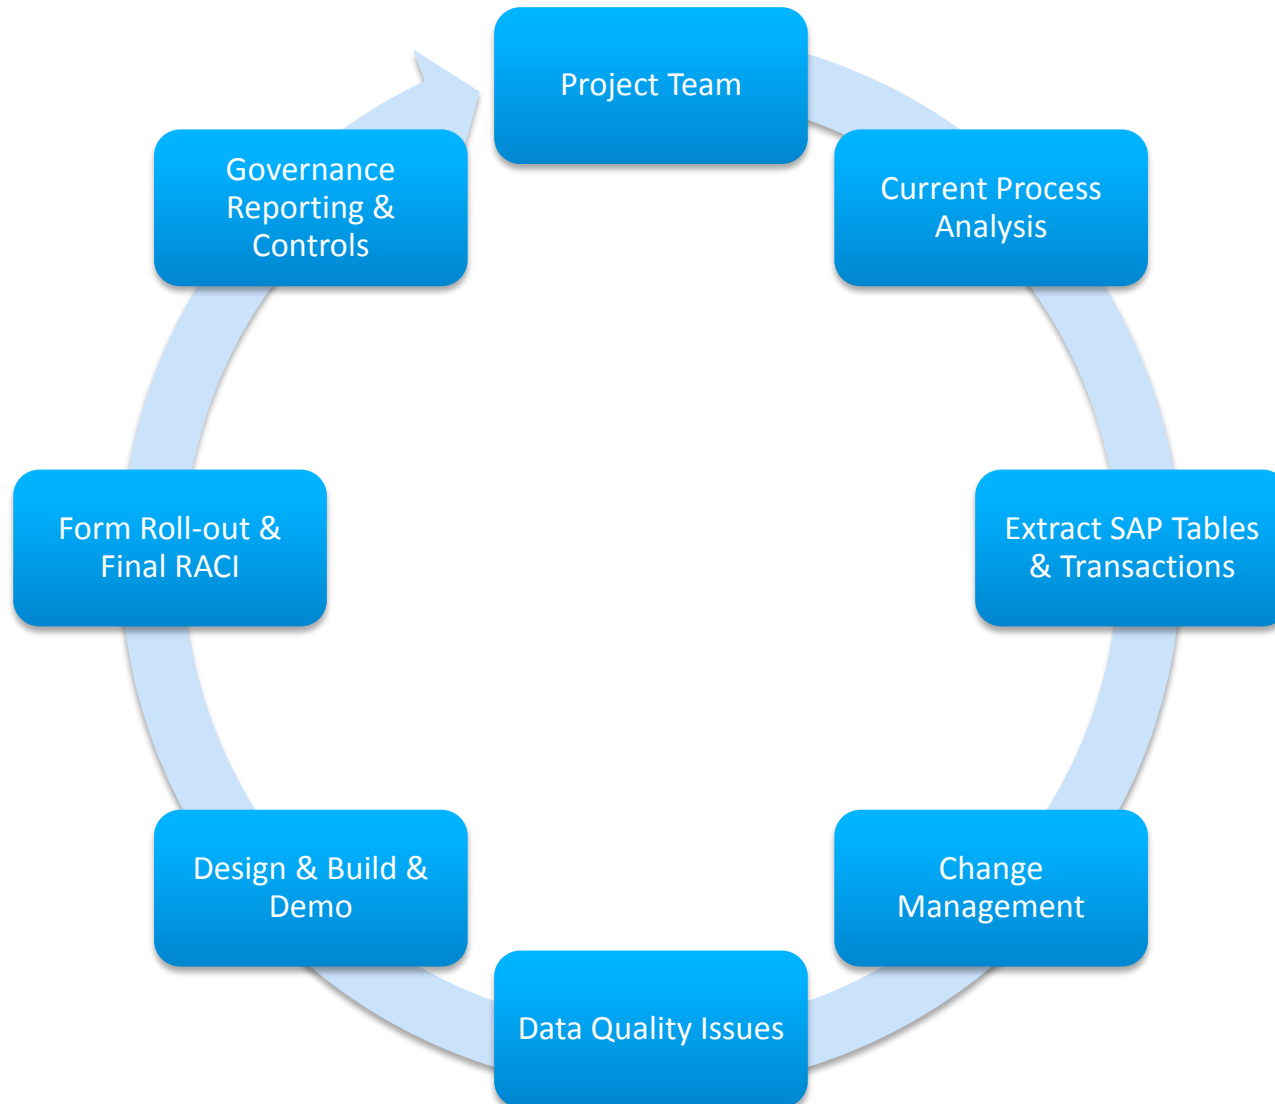 Project Team
Current Process
Analysis
Extract SAP Tables
& Transactions
Change
Management
Data Quality Issues
Design & Build &
Demo
Form Roll-out &
Final RACI
Governance
Reporting &
Controls